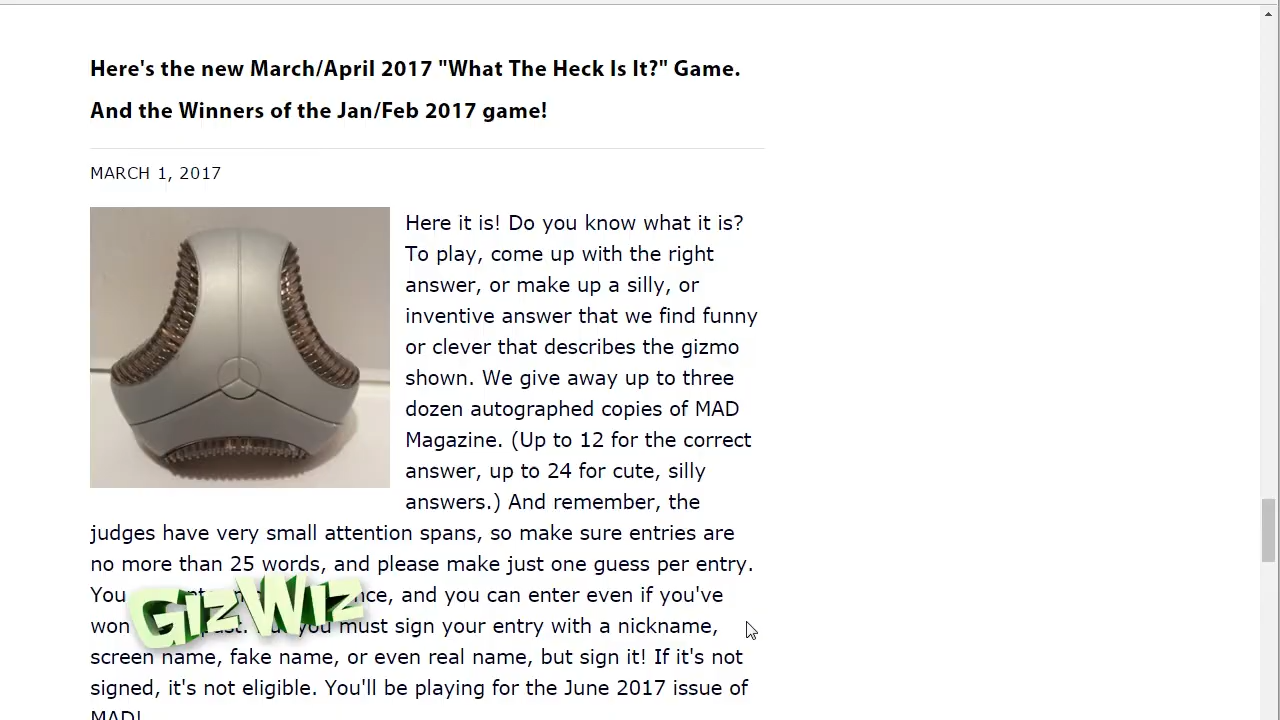 Here's the new March/April 2017 "What The Heck Is It?" Game.
And the Winners of the Jan/Feb 2017 game!
MARCH 1, 2017
Here it is! Do you know what it is?
To play, come up with the right
answer, or make up a silly, or
inventive answer that we find funny
or clever that describes the gizmo
shown. We give away up to three
dozen autographed copies of MAD
Magazine. (Up to 12 for the correct
answer, up to 24 for cute, silly
answers.) And remember, the
judges have very small attention spans, so make sure entries are
no more than 25 words, and please make just one guess per entry.
You and you can enter even if you've
won you must sign your entry with a nickname,
screen name, fake name, or even real name, but sign it! If it's not
signed, it's not eligible. You'll be playing for the June 2017 issue of
MAD!
GizWiz